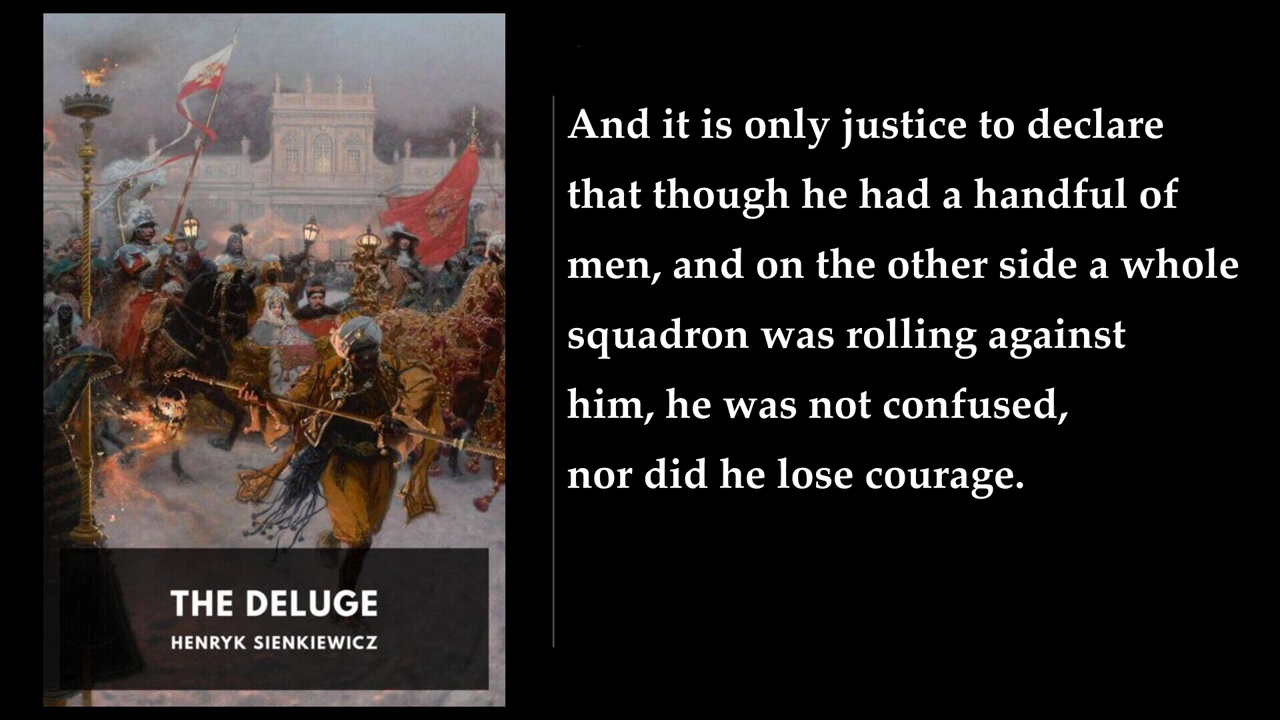 And it is only justice to declare
that though he had a handful of
men, and on the other side a whole
squadron was rolling against
him, he was not confused,
nor did he lose courage.
THE DELUGE
HENRYK SIENKIEWICZ